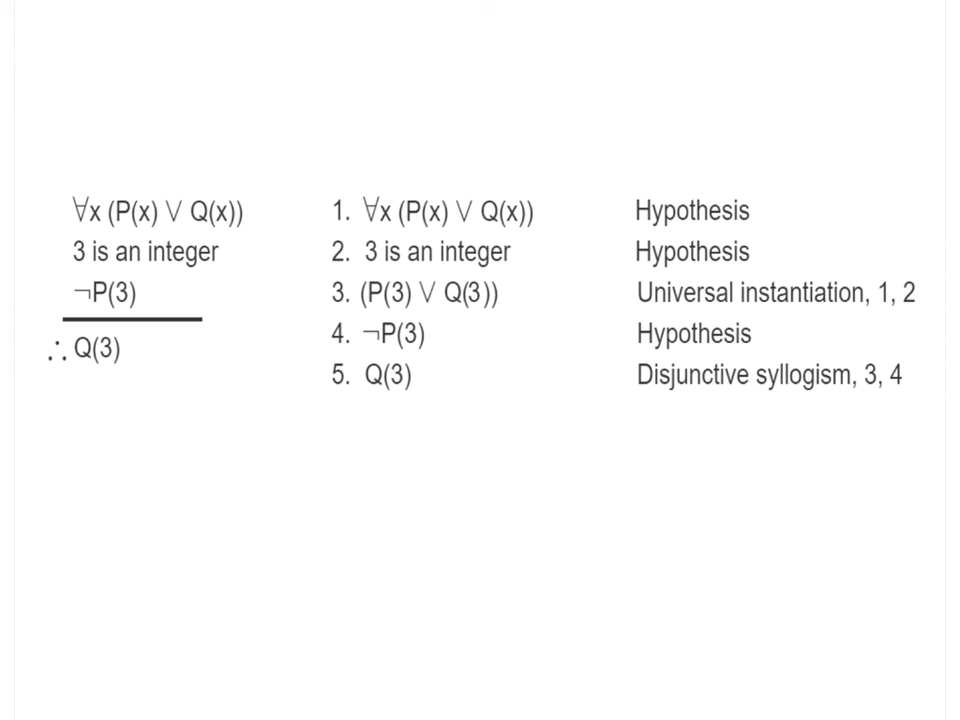 ∀x (P(x) ∨ Q(x))
3 is an integer
¬P(3)
∴ Q(3)
1. ∀x (P(x) ∨ Q(x)) Hypothesis
2. 3 is an integer Hypothesis
3. (P(3) ∨ Q(3)) Universal instantiation, 1, 2
4. ¬P(3) Hypothesis
5. Q(3) Disjunctive syllogism, 3, 4